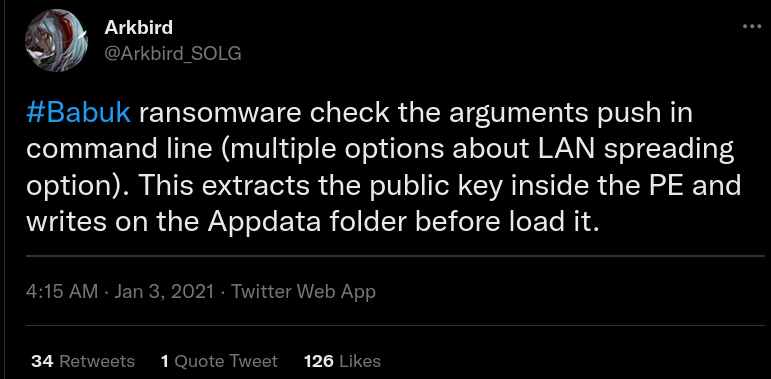 Arkbird
@Arkbird_SOLG
#Babuk ransomware check the arguments push in
command line (multiple options about LAN spreading
option). This extracts the public key inside the PE and
writes on the Appdata folder before load it.
4:15 AM · Jan 3, 2021 · Twitter Web App
34 Retweets 1 Quote Tweet 126 Likes